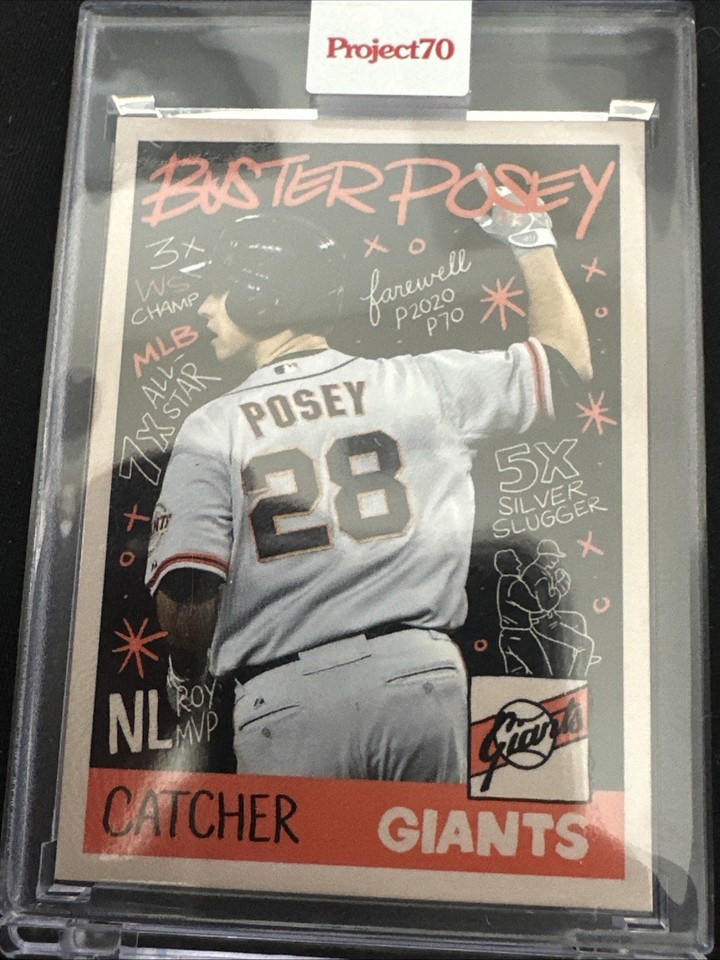 Project70
BUSTER POSEY
3X
WS
CHAMP
farewell
P2020
P70
MLB
ALL-
7X STAR
POSEY
28
5X
SILVER
SLUGGER
NL ROY
MVP
Giants
CATCHER
GIANTS